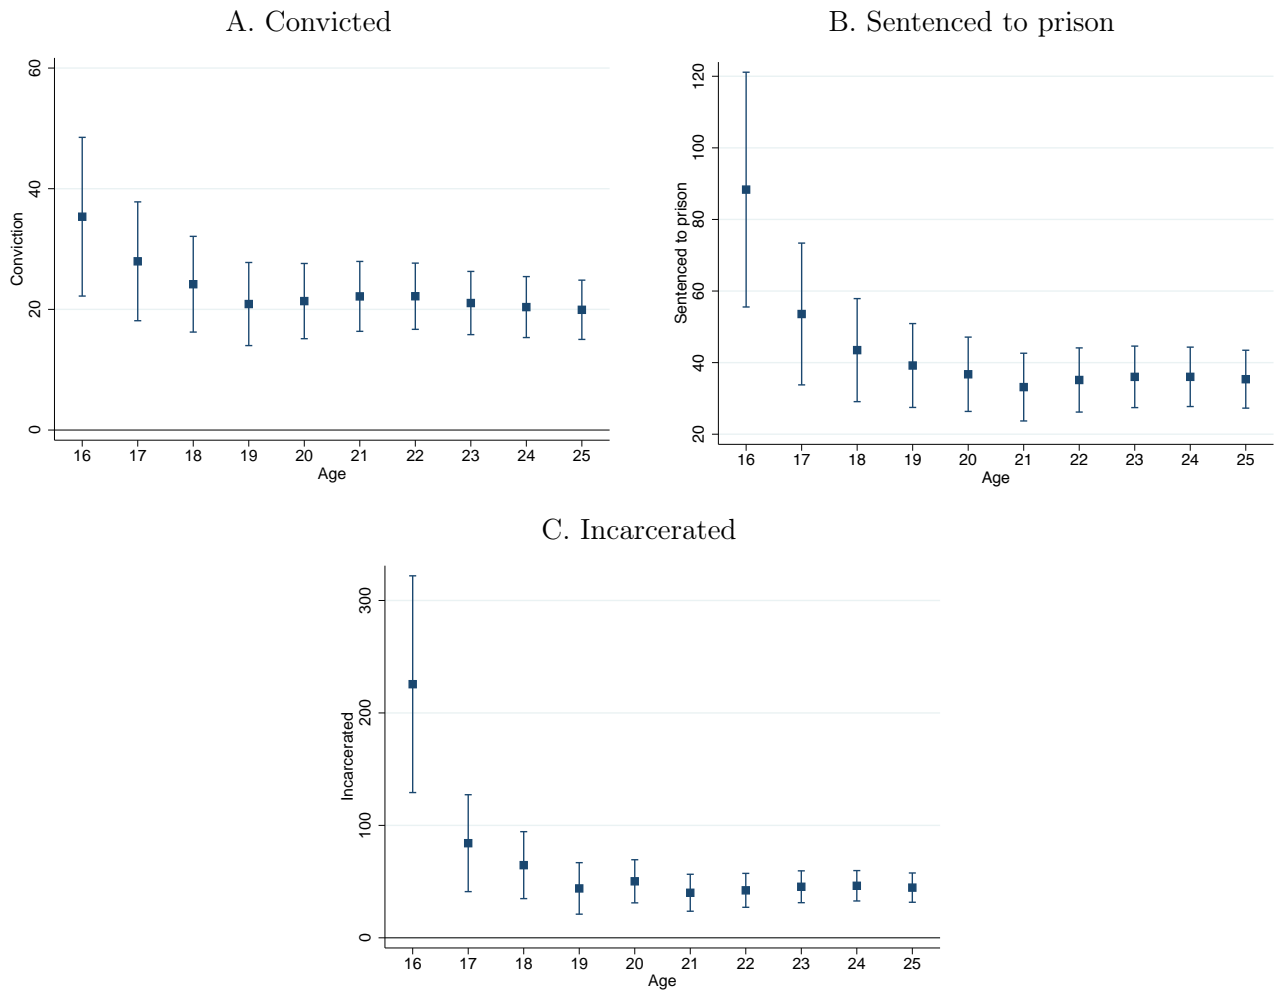 A. Convicted
60
40
20
0
Conviction
16 17 18 19 20 21 22 23 24 25
Age
B. Sentenced to prison
120
100
80
60
40
20
Sentenced to prison
16 17 18 19 20 21 22 23 24 25
Age
C. Incarcerated
300
200
100
0
Incarcerated
16 17 18 19 20 21 22 23 24 25
Age